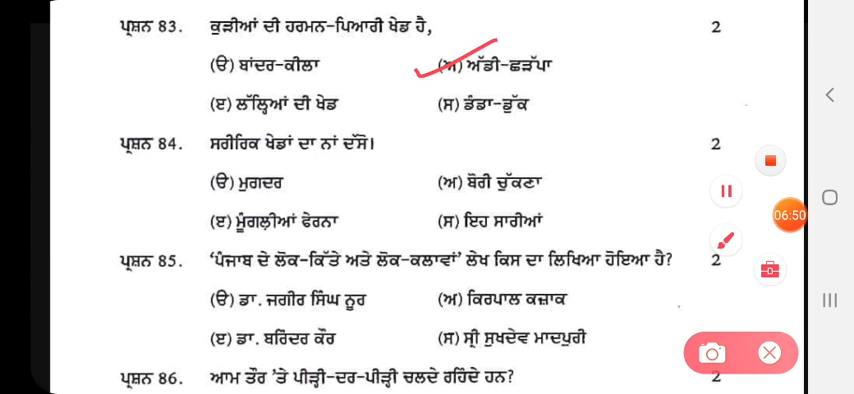 ਪ੍ਰਸ਼ਨ 83. ਕੁੜੀਆਂ ਦੀ ਹਰਮਨ-ਪਿਆਰੀ ਖੇਡ ਹੈ, 2
(ੳ) ਬਾਂਦਰ-ਕੀਲਾ (ਅ) ਅੱਡੀ-ਛੜੱਪਾ
(ੲ) ਲੱਲ੍ਹਿਆਂ ਦੀ ਖੇਡ (ਸ) ਡੰਡਾ-ਡੁੱਕ
ਪ੍ਰਸ਼ਨ 84. ਸਰੀਰਿਕ ਖੇਡਾਂ ਦਾ ਨਾਂ ਦੱਸੋ। 2
(ੳ) ਮੁਗਦਰ (ਅ) ਬੋਰੀ ਚੁੱਕਣਾ
(ੲ) ਮੂੰਗਲੀਆਂ ਫੇਰਨਾ (ਸ) ਇਹ ਸਾਰੀਆਂ
06:50
ਪ੍ਰਸ਼ਨ 85. 'ਪੰਜਾਬ ਦੇ ਲੋਕ-ਕਿੱਤੇ ਅਤੇ ਲੋਕ-ਕਲਾਵਾਂ' ਲੇਖ ਕਿਸ ਦਾ ਲਿਖਿਆ ਹੋਇਆ ਹੈ? 2
(ੳ) ਡਾ. ਜਗੀਰ ਸਿੰਘ ਨੂਰ (ਅ) ਕਿਰਪਾਲ ਕਜ਼ਾਕ
(ੲ) ਡਾ. ਬਰਿੰਦਰ ਕੌਰ (ਸ) ਸ੍ਰੀ ਸੁਖਦੇਵ ਮਾਦਪੁਰੀ
ਪ੍ਰਸ਼ਨ 86. ਆਮ ਤੌਰ 'ਤੇ ਪੀੜ੍ਹੀ-ਦਰ-ਪੀੜ੍ਹੀ ਚਲਦੇ ਰਹਿੰਦੇ ਹਨ? 2